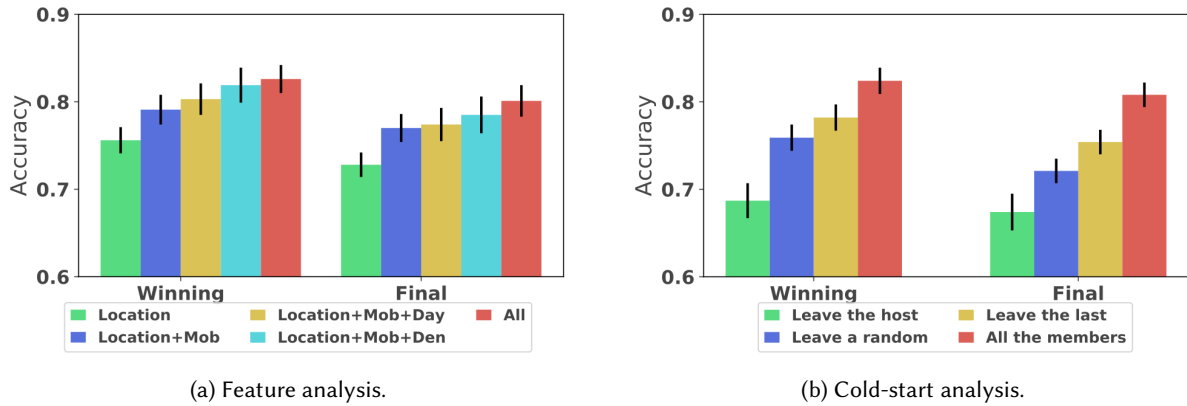 0.9
0.8
0.7
0.6
Accuracy
Winning Final
Location Location+Mob+Day All
Location+Mob Location+Mob+Den
(a) Feature analysis.
0.9
0.8
0.7
0.6
Accuracy
Winning Final
Leave the host Leave the last
Leave a random All the members
(b) Cold-start analysis.